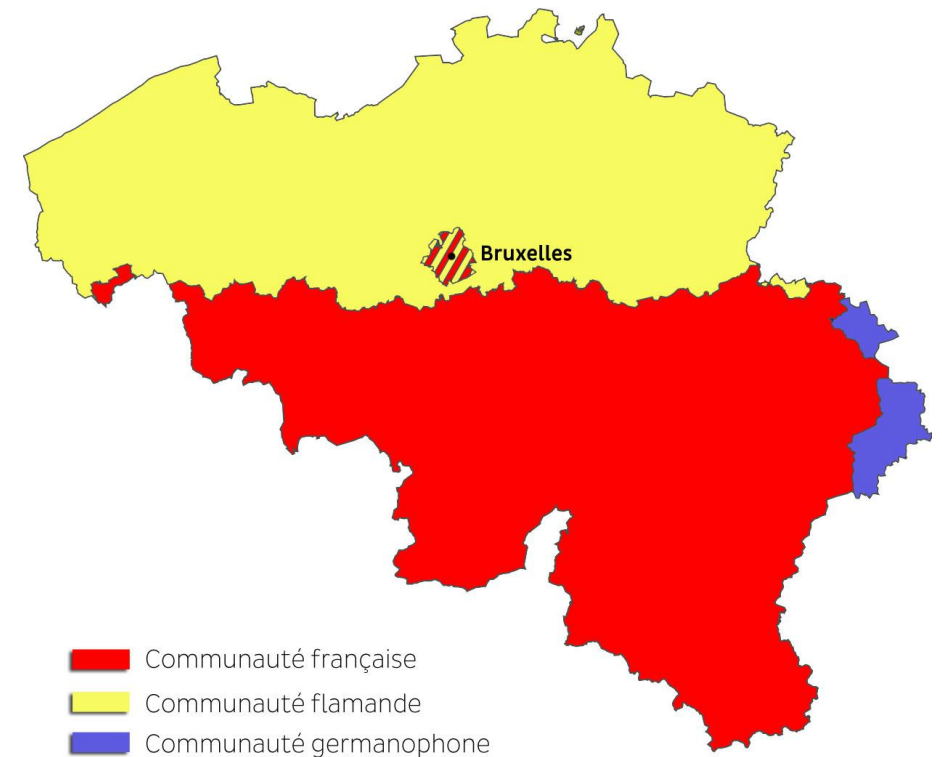 Bruxelles
Communauté française
Communauté flamande
Communauté germanophone